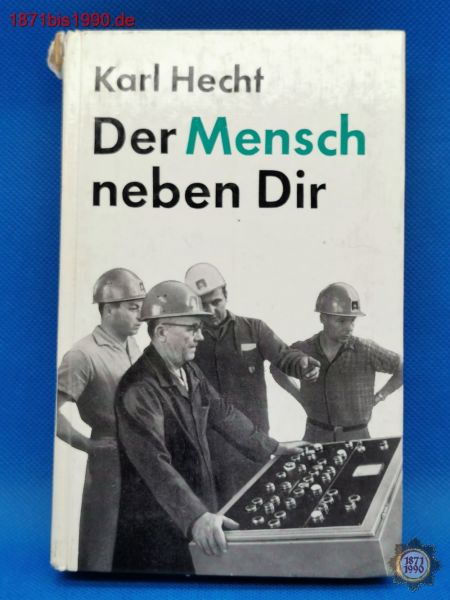 1871bis1990.de
Karl Hecht
Der Mensch
neben Dir
1871
1990